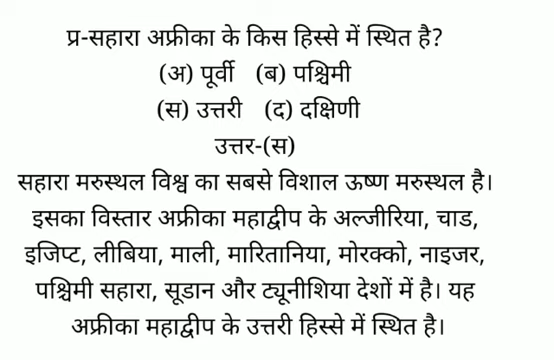 प्र-सहारा अफ्रीका के किस हिस्से में स्थित है?
(अ) पूर्वी (ब) पश्चिमी
(स) उत्तरी (द) दक्षिणी
उत्तर-(स)
सहारा मरुस्थल विश्व का सबसे विशाल ऊष्ण मरुस्थल है।
इसका विस्तार अफ्रीका महाद्वीप के अल्जीरिया, चाड,
इजिप्ट, लीबिया, माली, मारितानिया, मोरक्को, नाइजर,
पश्चिमी सहारा, सूडान और ट्यूनीशिया देशों में है। यह
अफ्रीका महाद्वीप के उत्तरी हिस्से में स्थित है।